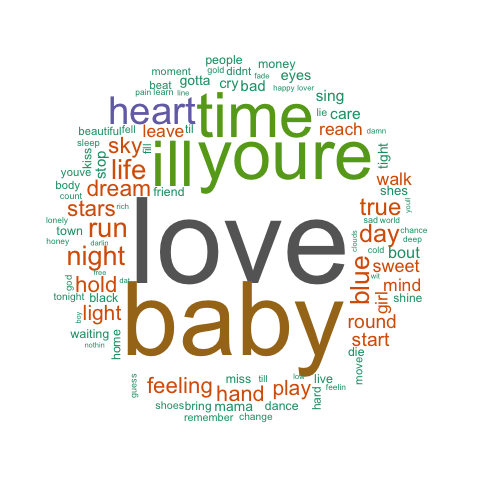 people
moment gold didnt money
pain learn line gotta fade eyes
beat cry bad happy lover
heart time sing
lie care
beautiful fell leave til reach damn
sleep sky fill ill youre tight
kiss stop
youve life walk
body dream friend shes
count
stars rich love true youll
lonely run sad world
town day chance
honey darlin clouds deep
night cold bout
god free blue wit sweet
hold dat baby girl mind
tonight black shine
boy light round
waiting home start
nothin die
guess feeling miss till low live move
hand play hard feelin
shoes bring mama dance
remember change